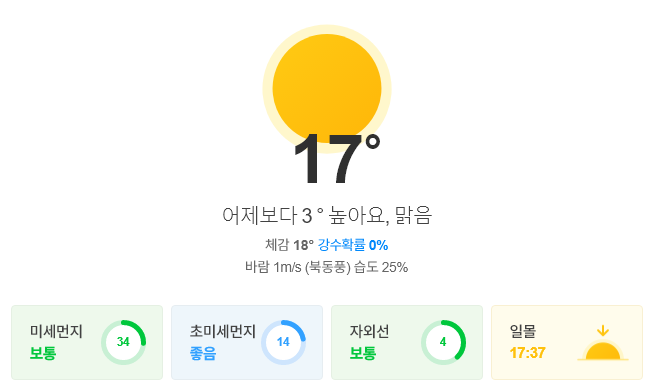 17°
어제보다 3° 높아요, 맑음
체감 18° 강수확률 0%
바람 1m/s (북동풍) 습도 25%
미세먼지
보통
34
초미세먼지
좋음
14
자외선
보통
4
일몰
17:37